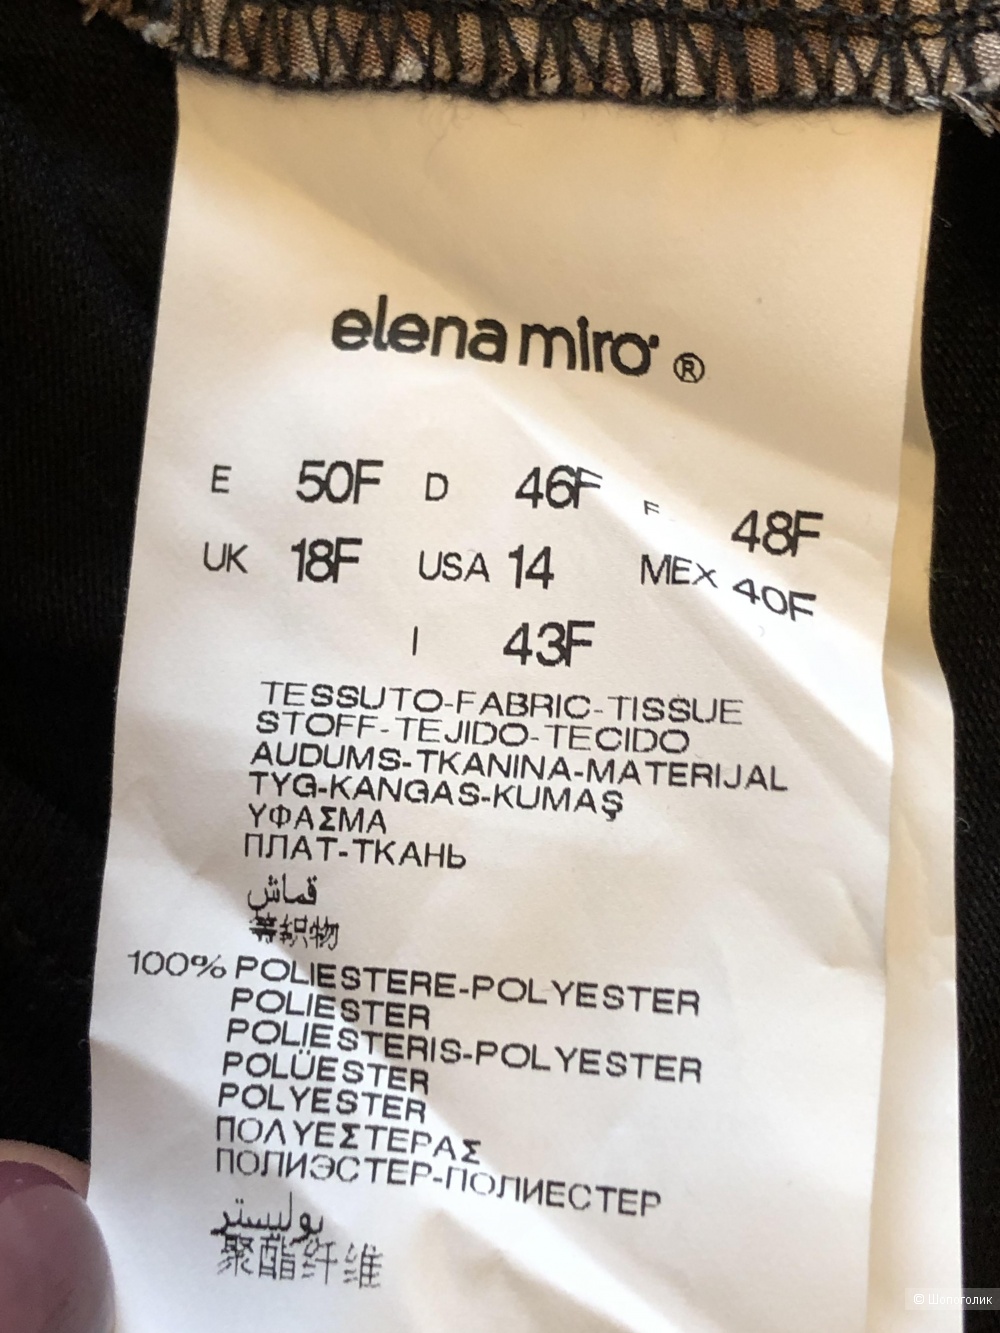 elena miro' ®
E 50F D 46F F 48F
UK 18F USA 14 MEX 40F
I 43F
TESSUTO-FABRIC-TISSUE
STOFF-TEJIDO-TECIDO
AUDUMS-TKANINA-MATERIJAL
TYG-KANGAS-KUMAŞ
ΥΦΑΣΜΑ
ПЛАТ-ТКАНЬ
قماش
织物
100% POLIESTERE-POLYESTER
POLIESTER
POLIESTERIS-POLYESTER
POLÜESTER
POLYESTER
ΠΟΛΥΕΣΤΕΡΑΣ
ПОЛИЭСТЕР-ПОЛИЕСТЕР
بوليستر
聚酯纤维
© Шопоголик